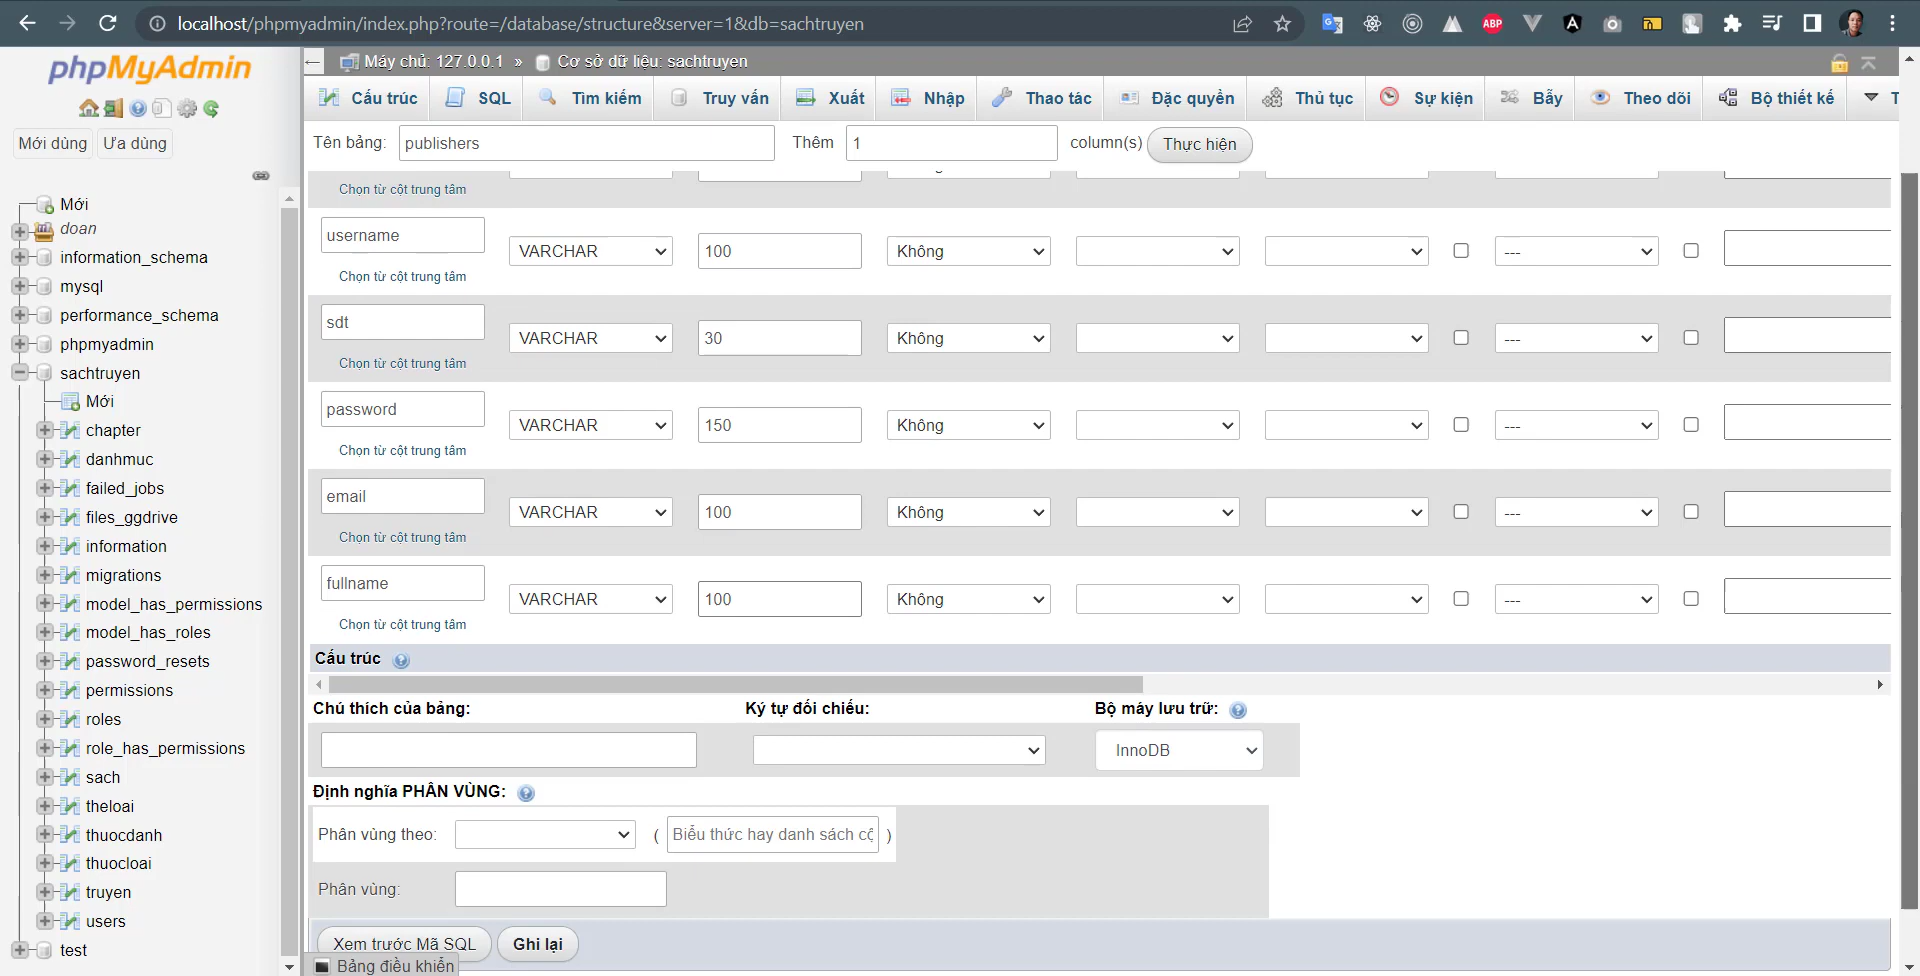 localhost/phpmyadmin/index.php?route=/database/structure&server=1&db=sachtruyen
ABP
phpMyAdmin
Mới dùng Ưa dùng
Mới
doan
information_schema
mysql
performance_schema
phpmyadmin
sachtruyen
Mới
chapter
danhmuc
failed_jobs
files_ggdrive
information
migrations
model_has_permissions
model_has_roles
password_resets
permissions
roles
role_has_permissions
sach
theloai
thuocdanh
thuocloai
truyen
users
test
Máy chủ: 127.0.0.1 » Cơ sở dữ liệu: sachtruyen
Cấu trúc SQL Tìm kiếm Truy vấn Xuất Nhập Thao tác Đặc quyền Thủ tục Sự kiện Bẫy Theo dõi Bộ thiết kế T
Tên bảng: publishers Thêm 1 column(s) Thực hiện
Chọn từ cột trung tâm
username VARCHAR 100 Không ---
Chọn từ cột trung tâm
sdt VARCHAR 30 Không ---
Chọn từ cột trung tâm
password VARCHAR 150 Không ---
Chọn từ cột trung tâm
email VARCHAR 100 Không ---
Chọn từ cột trung tâm
fullname VARCHAR 100 Không ---
Chọn từ cột trung tâm
Cấu trúc
Chú thích của bảng: Ký tự đối chiếu: Bộ máy lưu trữ:
InnoDB
Định nghĩa PHÂN VÙNG:
Phân vùng theo: ( Biểu thức hay danh sách cộ )
Phân vùng:
Xem trước Mã SQL Ghi lại
Bảng điều khiển